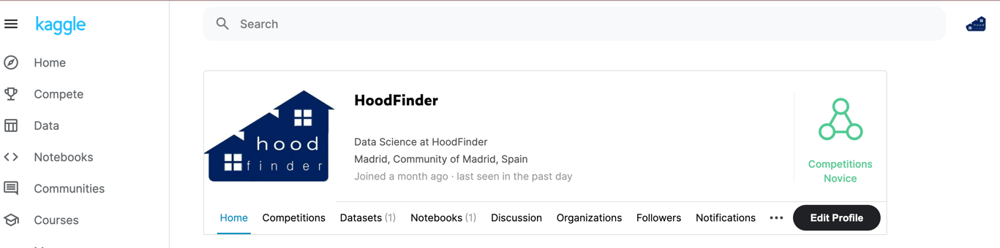 kaggle
Search
Home
Compete
Data
Notebooks
Communities
Courses
hood
finder
HoodFinder
Data Science at HoodFinder
Madrid, Community of Madrid, Spain
Joined a month ago · last seen in the past day
Competitions
Novice
Home Competitions Datasets (1) Notebooks (1) Discussion Organizations Followers Notifications ••• Edit Profile